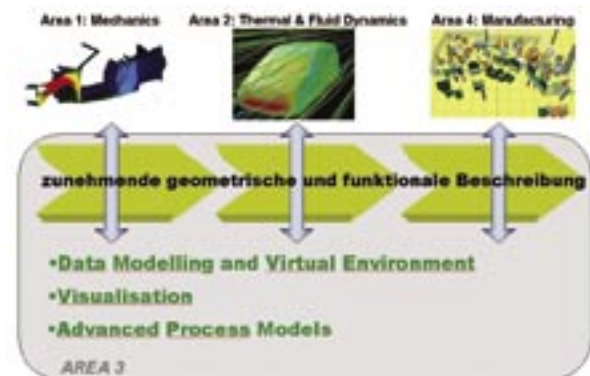 Area 1: Mechanics
Area 2: Thermal & Fluid Dynamics
Area 4: Manufacturing
zunehmende geometrische und funktionale Beschreibung
•Data Modelling and Virtual Environment
•Visualisation
•Advanced Process Models
AREA 3